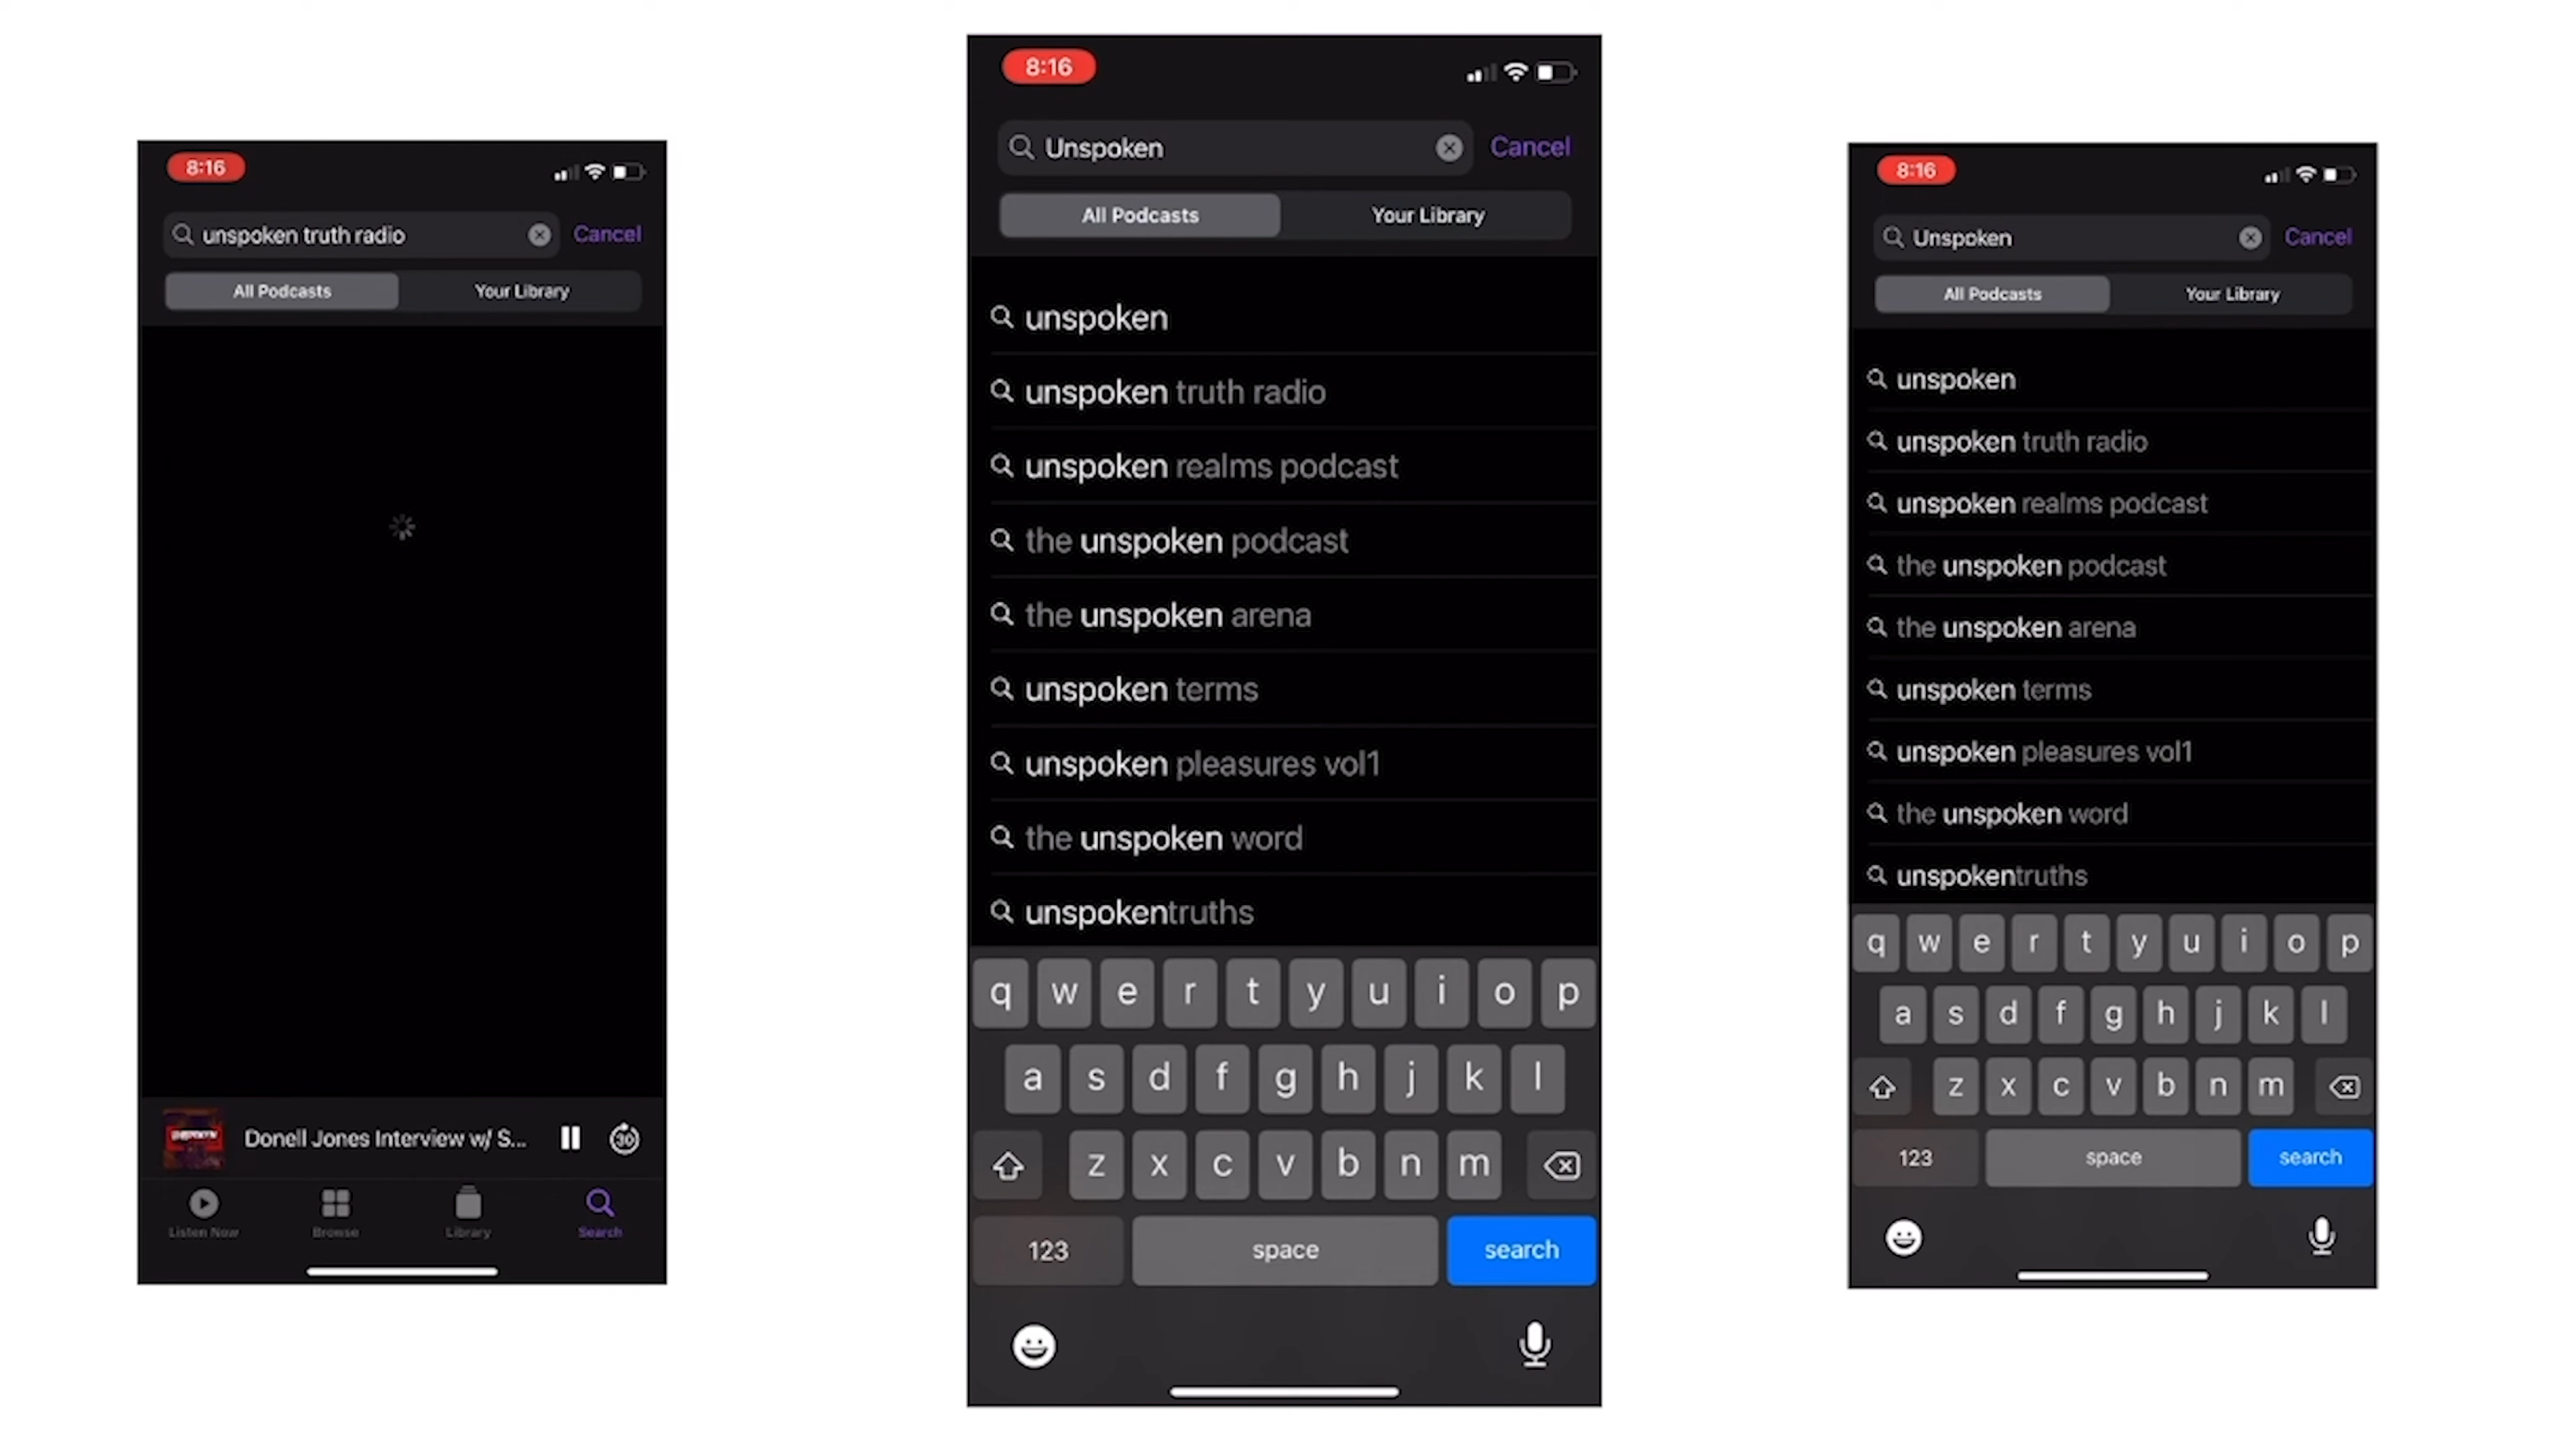 8:16
unspoken truth radio
Cancel
All Podcasts
Your Library
Donell Jones Interview w/ S...
30
Listen Now
Browse
Library
Search
8:16
Unspoken
Cancel
All Podcasts
Your Library
unspoken
unspoken truth radio
unspoken realms podcast
the unspoken podcast
the unspoken arena
unspoken terms
unspoken pleasures vol1
the unspoken word
unspokentruths
q w e r t y u i o p
a s d f g h j k l
z x c v b n m
123 space search
8:16
Unspoken
Cancel
All Podcasts
Your Library
unspoken
unspoken truth radio
unspoken realms podcast
the unspoken podcast
the unspoken arena
unspoken terms
unspoken pleasures vol1
the unspoken word
unspokentruths
q w e r t y u i o p
a s d f g h j k l
z x c v b n m
123 space search